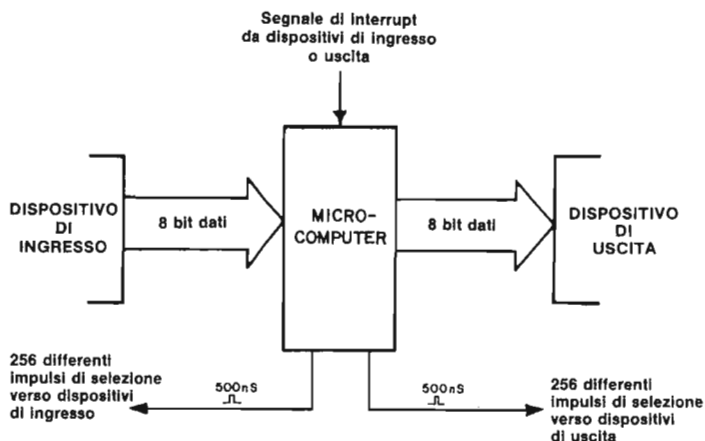 Segnale di interrupt
da dispositivi di ingresso
o uscita
DISPOSITIVO
DI
INGRESSO
8 bit dati
MICRO-
COMPUTER
8 bit dati
DISPOSITIVO
DI
USCITA
256 differenti
impulsi di selezione
verso dispositivi
di ingresso
500nS
500nS
256 differenti
impulsi di selezione
verso dispositivi
di uscita